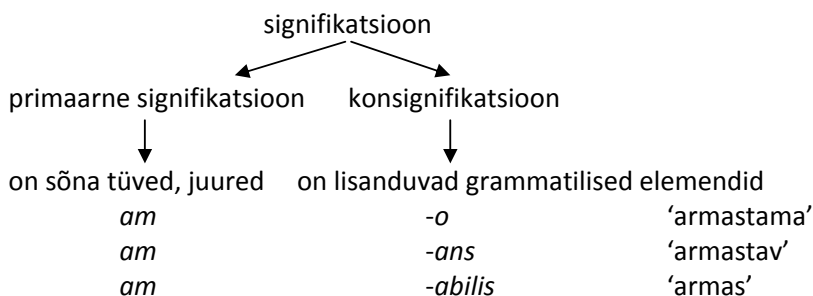 signifikatsioon
primaarne signifikatsioon konsignifikatsioon
on sõna tüved, juured on lisanduvad grammatilised elemendid
am -o ‘armastama’
am -ans ‘armastav’
am -abilis ‘armas’